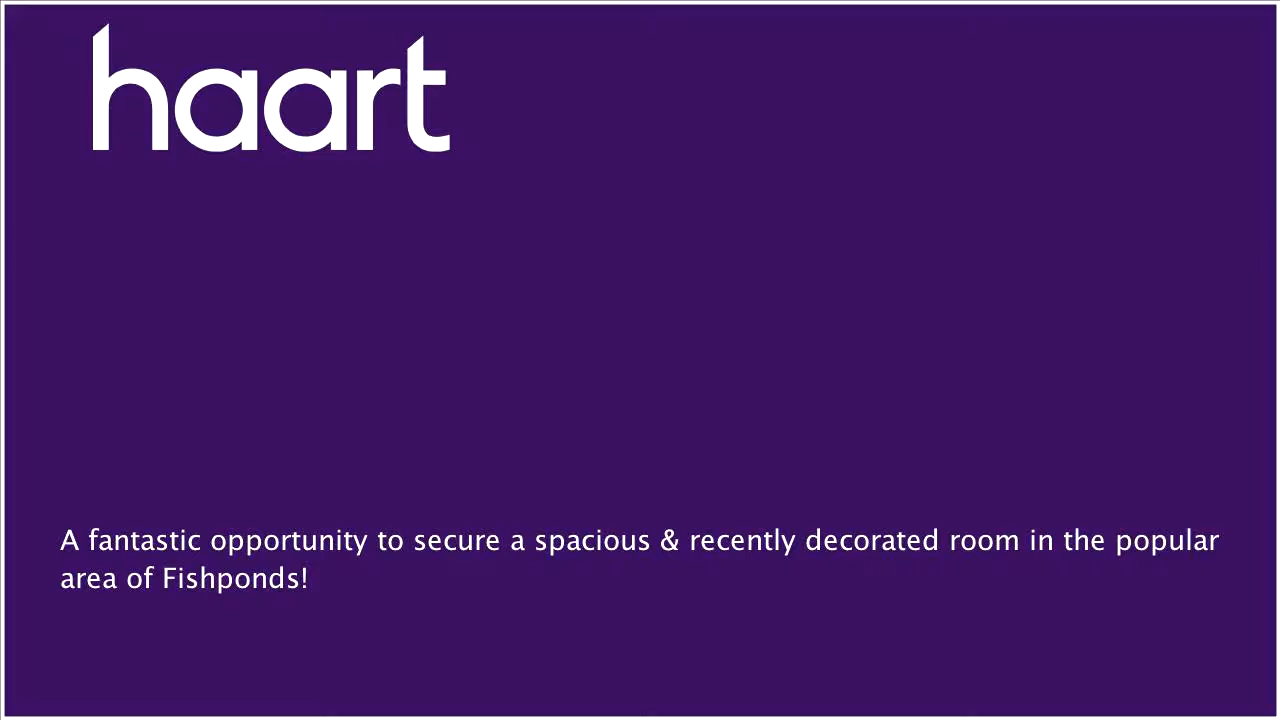 haart
A fantastic opportunity to secure a spacious & recently decorated room in the popular
area of Fishponds!